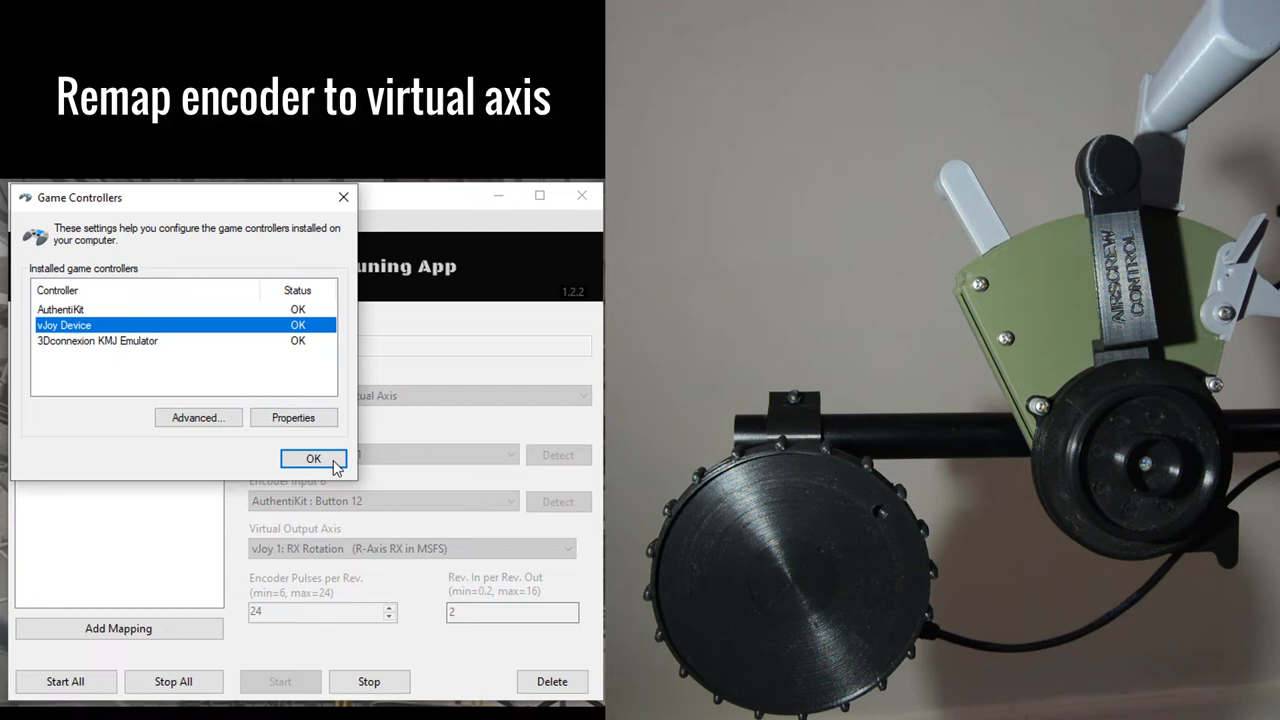 Remap encoder to virtual axis
Game Controllers
These settings help you configure the game controllers installed on
your computer.
Installed game controllers
Controller Status
AuthentiKit OK
vJoy Device OK
3Dconnexion KMJ Emulator OK
Advanced... Properties
OK
uning App
1.2.2
tual Axis
1
Detect
AuthentiKit : Button 12
Detect
Virtual Output Axis
vJoy 1: RX Rotation (R-Axis RX in MSFS)
Encoder Pulses per Rev.
(min=6, max=24)
Rev. In per Rev. Out
(min=0.2, max=16)
24
2
Add Mapping
Start All Stop All Start Stop Delete
AIRSCREW
CONTROL